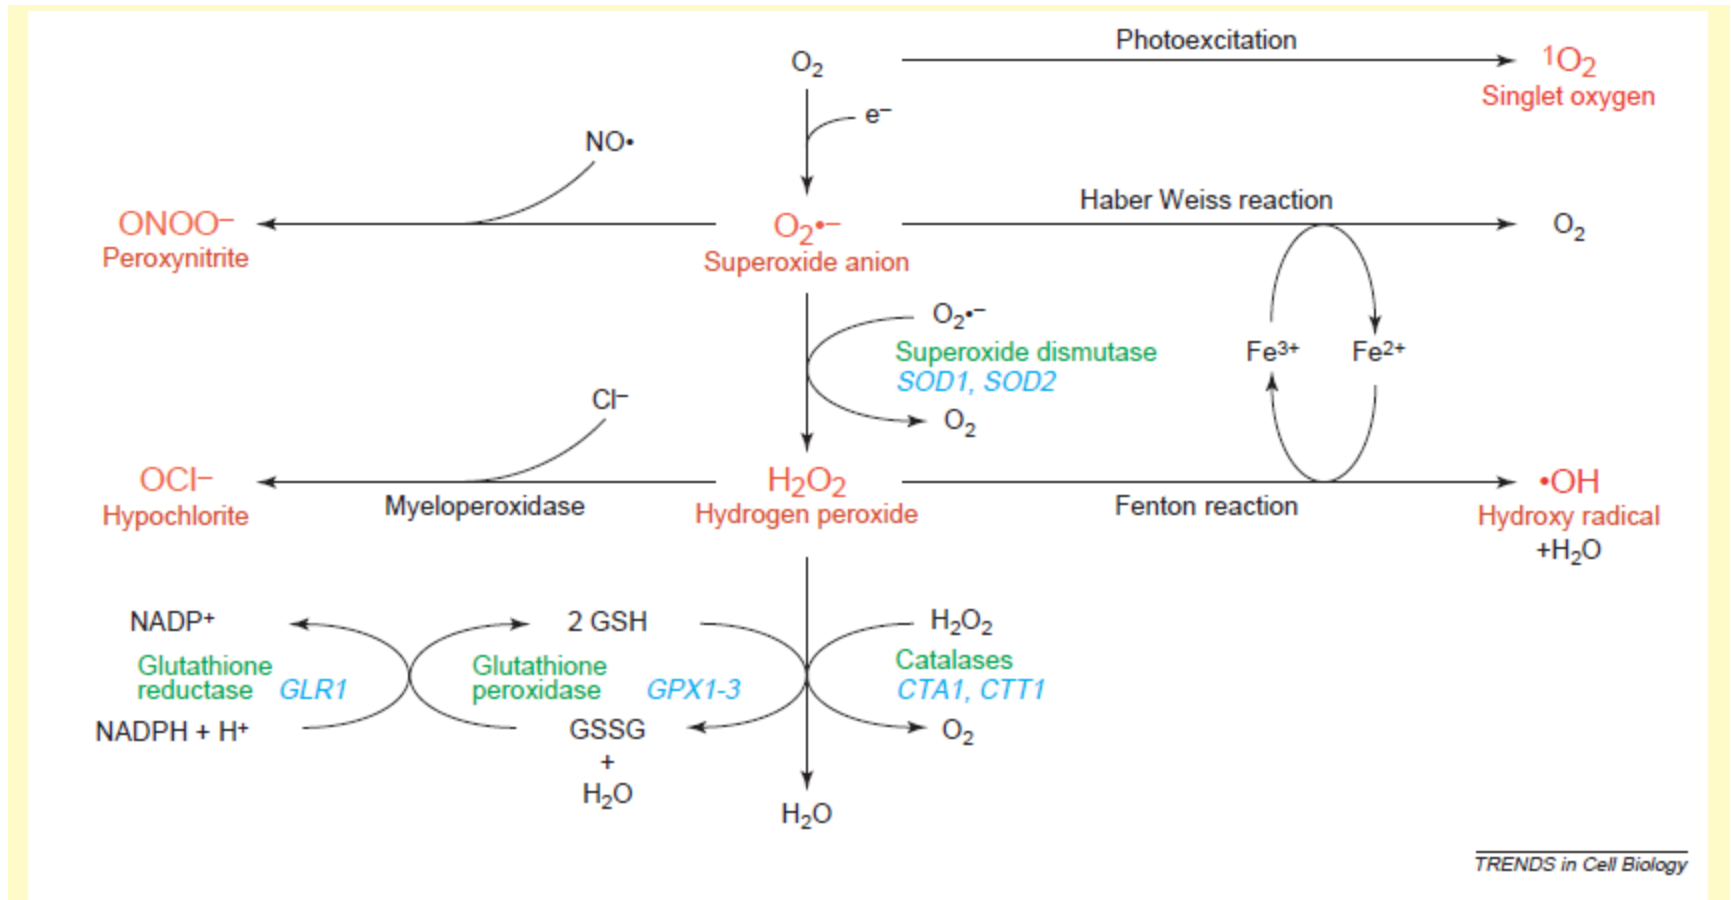 Photoexcitation
O₂
¹O₂
Singlet oxygen
e⁻
NO•
Haber Weiss reaction
ONOO⁻
Peroxynitrite
O₂•⁻
Superoxide anion
O₂
O₂•⁻
Superoxide dismutase
SOD1, SOD2
O₂
Fe³⁺
Fe²⁺
Cl⁻
OCl⁻
Hypochlorite
Myeloperoxidase
H₂O₂
Hydrogen peroxide
Fenton reaction
•OH
Hydroxy radical
+H₂O
NADP⁺
2 GSH
H₂O₂
Glutathione
reductase GLR1
Glutathione
peroxidase GPX1-3
Catalases
CTA1, CTT1
NADPH + H⁺
GSSG
+
H₂O
O₂
H₂O
TRENDS in Cell Biology